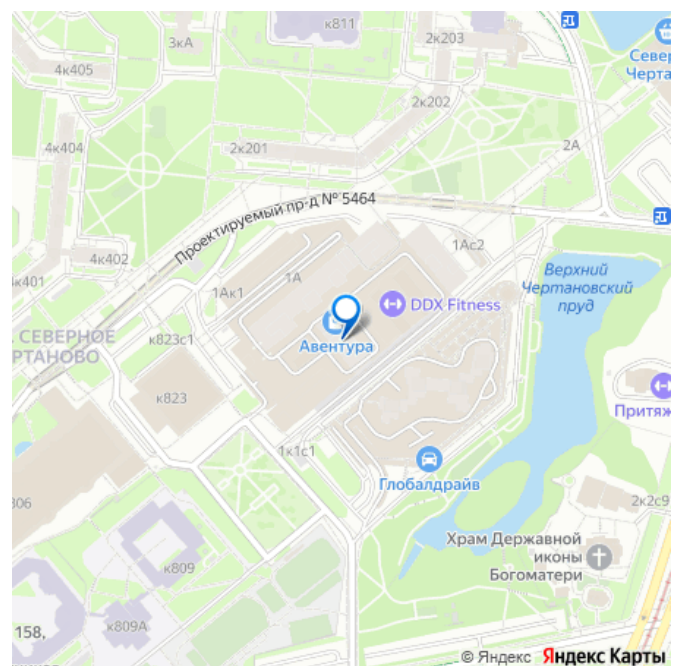 к811
2к203
3кА
Север
Чертано
4к405
2к202
4к404
2к201
2А
Проектируемый пр-д № 5464
4к402
1Ас2
4к401
1Ак1
1А
Верхний
Чертановский
пруд
DDX Fitness
. СЕВЕРНОЕ
РТАНОВО
к823с1
Авентура
к823
Притяж
1к1с1
Глобалдрайв
806
2к2с9
Храм Державной
иконы
Богоматери
к809
158,
к809А
© Яндекс Яндекс Карты